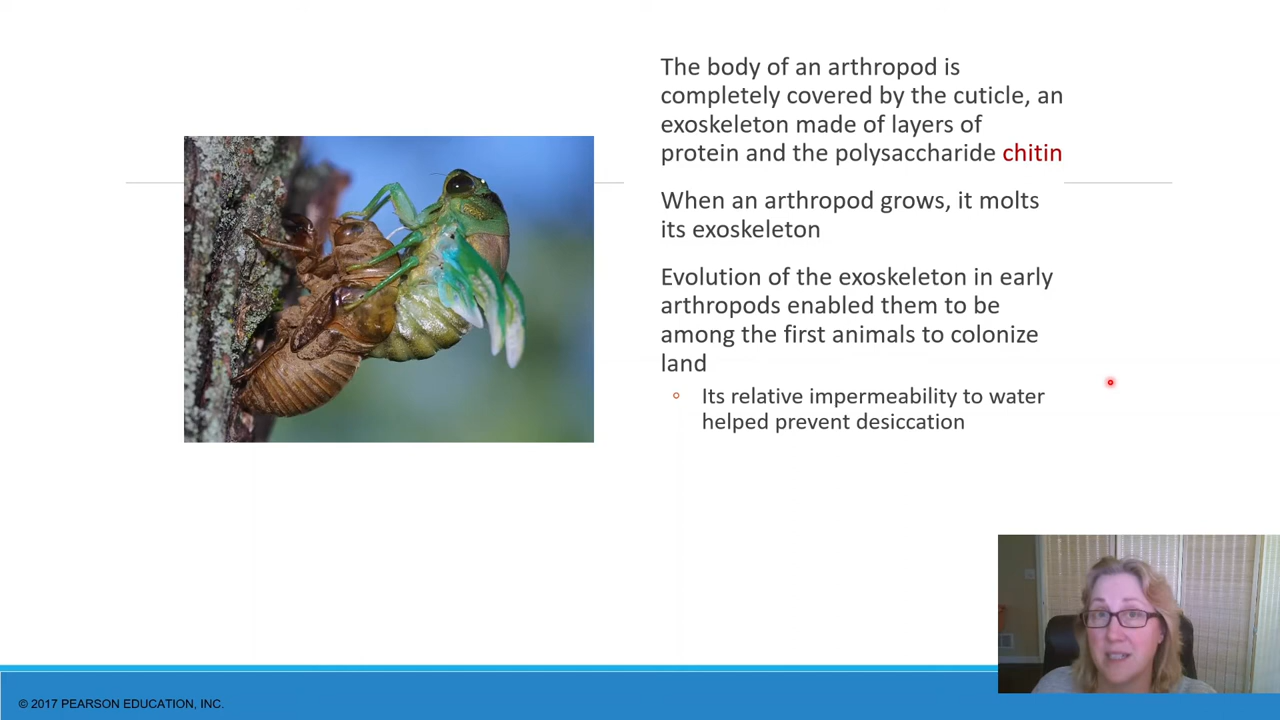 The body of an arthropod is
completely covered by the cuticle, an
exoskeleton made of layers of
protein and the polysaccharide chitin
When an arthropod grows, it molts
its exoskeleton
Evolution of the exoskeleton in early
arthropods enabled them to be
among the first animals to colonize
land
Its relative impermeability to water
helped prevent desiccation
© 2017 PEARSON EDUCATION, INC.